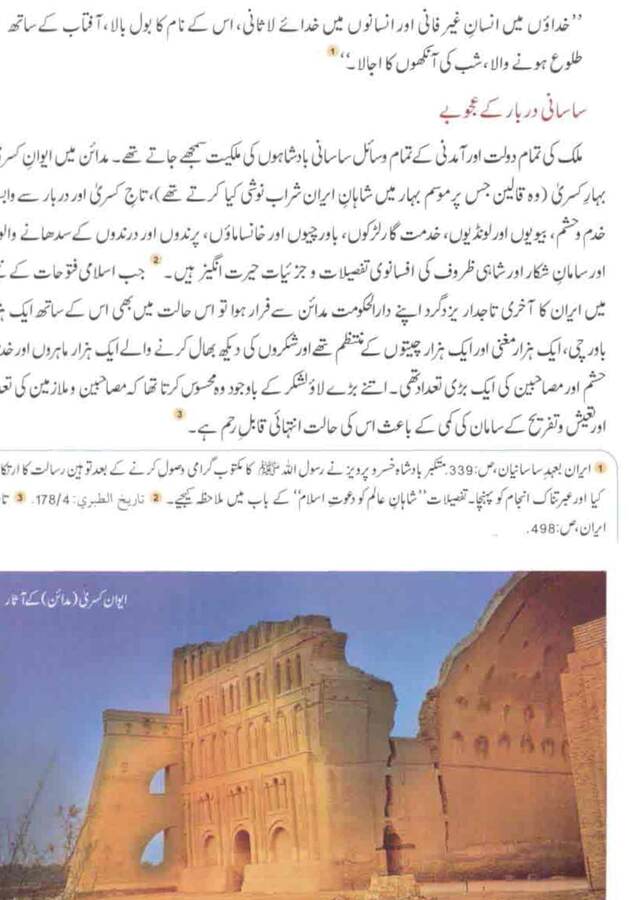 ’’خداؤں میں انسانِ غیر فانی اور انسانوں میں خدائے لاثانی، اس کے نام کا بول بالا، آفتاب کے ساتھ
طلوع ہونے والا، شب کی آنکھوں کا اجالا۔‘‘ 1
ساسانی دربار کے عجوبے
ملک کی تمام دولت اور آمدنی کے تمام وسائل ساسانی بادشاہوں کی ملکیت سمجھے جاتے تھے۔ مدائن میں ایوانِ کسریٰ
بہارِ کسریٰ (وہ قالین جس پر موسم بہار میں شاہانِ ایران شراب نوشی کیا کرتے تھے)، تاجِ کسریٰ اور دربار سے
خدم و حشم، بیویوں اور لونڈیوں، خدمت گار لڑکوں، باورچیوں اور خانساماؤں، پرندوں اور درندوں کے سدھانے
اور سامانِ شکار اور شاہی ظروف کی افسانوی تفصیلات و جزئیات حیرت انگیز ہیں۔ 2 جب اسلامی فتوحات کے
میں ایران کا آخری تاجدار یزدگرد اپنے دارالحکومت مدائن سے فرار ہوا تو اس حالت میں بھی اس کے ساتھ ایک
باورچی، ایک ہزار مغنی اور ایک ہزار چیتوں کے منتظم تھے اور شکروں کی دیکھ بھال کرنے والے ایک ہزار ماہروں اور
حشم اور مصاحبین کی ایک بڑی تعداد تھی۔ اتنے بڑے لاؤ لشکر کے باوجود وہ محسوس کرتا تھا کہ مصاحبین و ملازمین کی
اور تعیش و تفریح کے سامان کی کمی کے باعث اس کی حالت انتہائی قابلِ رحم ہے۔ 3
1 ایران بعہد ساسانیان، ص: 339. متکبر بادشاہ خسرو پرویز نے رسول اللہ ﷺ کا مکتوب گرامی وصول کرنے کے بعد توہین رسالت کا
کیا اور عبرتناک انجام کو پہنچا۔ تفصیلات ’’شاہانِ عالم کو دعوتِ اسلام‘‘ کے باب میں ملاحظہ کیجیے۔ 2 تاريخ الطبري: 178/4. 3
ایران، ص: 498.
ایوان کسریٰ (مدائن) کے آثار